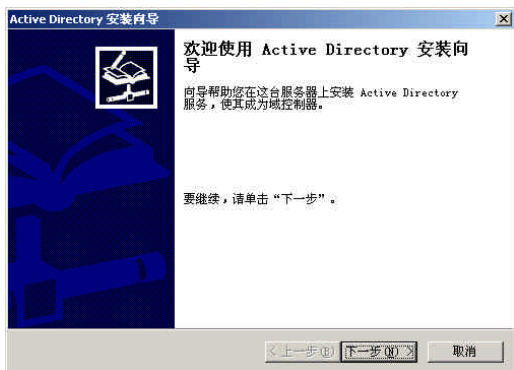 Active Directory 安装向导
欢迎使用 Active Directory 安装向
导
向导帮助您在这台服务器上安装 Active Directory
服务，使其成为域控制器。
要继续，请单击“下一步”。
< 上一步(B) 下一步(N) > 取消